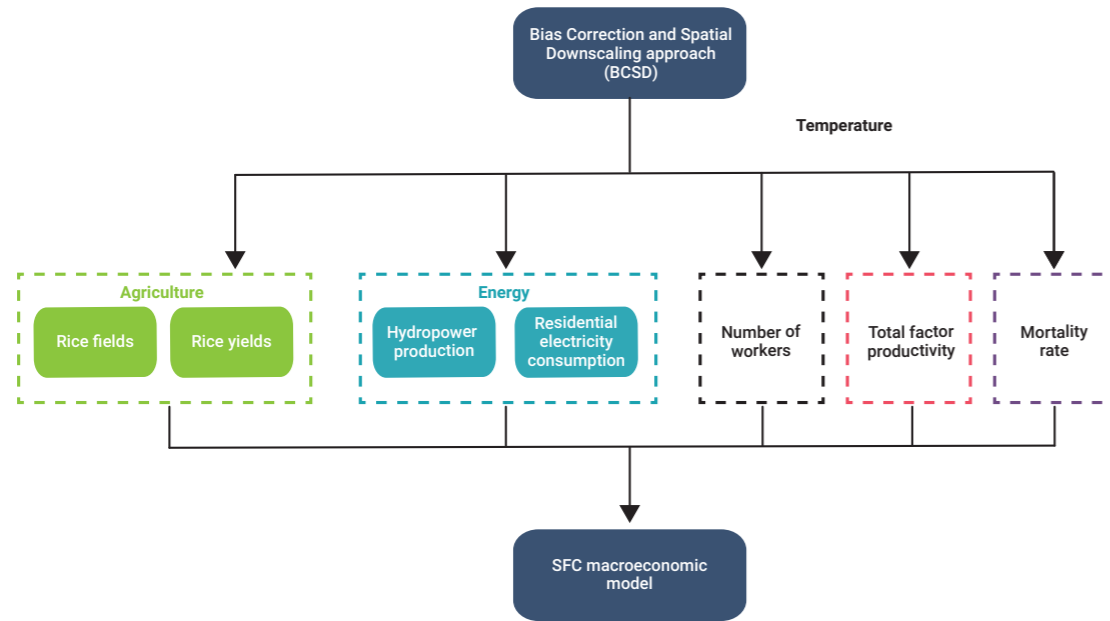 Bias Correction and Spatial
Downscaling approach
(BCSD)
Temperature
Agriculture
Rice fields
Rice yields
Energy
Hydropower
production
Residential
electricity
consumption
Number of
workers
Total factor
productivity
Mortality
rate
SFC macroeconomic
model